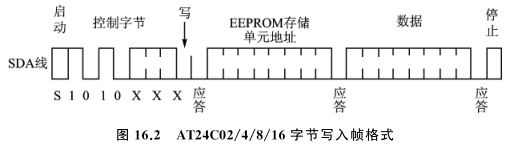 启动 控制字节 写 EEPROM存储单元地址 数据 停止
SDA线
S 1 0 1 0 X X X 应答 应答 应答
图 16.2 AT24C02/4/8/16 字节写入帧格式